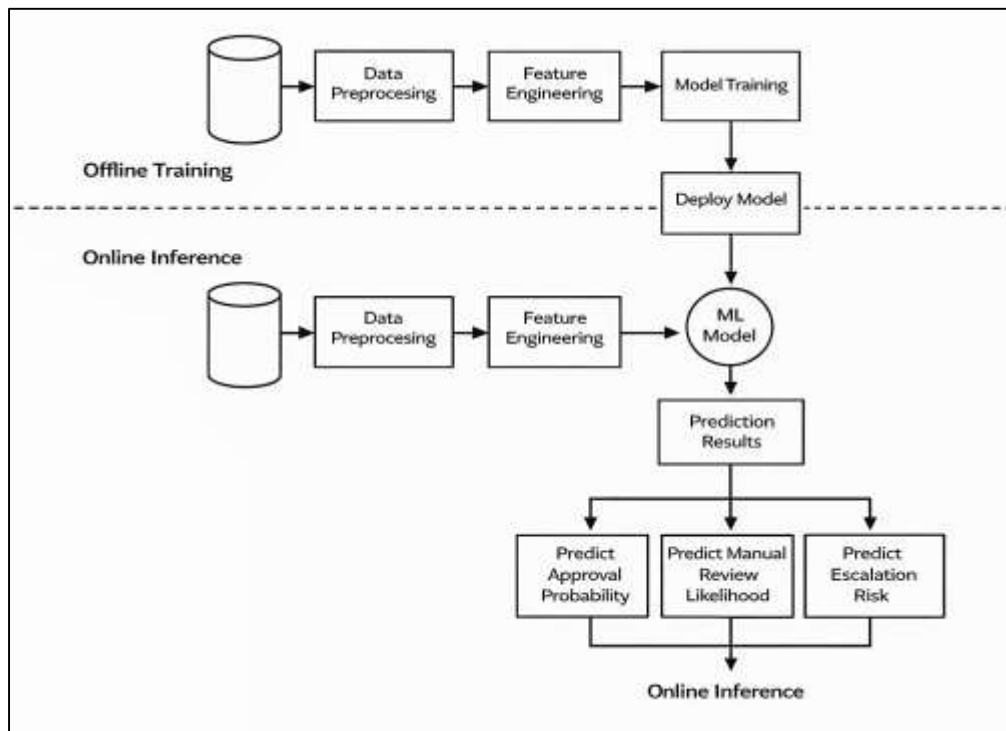 Data
Preprocesing
Feature
Engineering
Model Training
Offline Training
Deploy Model
Online Inference
Data
Preprocesing
Feature
Engineering
ML
Model
Prediction
Results
Predict
Approval
Probability
Predict Manual
Review
Likelihood
Predict
Escalation
Risk
Online Inference